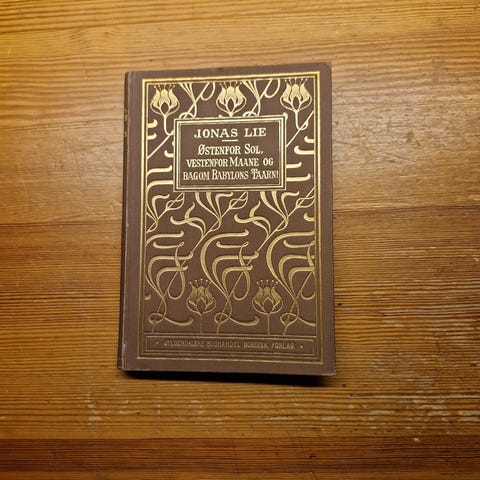 JONAS LIE
ØSTENFOR SOL,
VESTENFOR MAANE OG
BAGOM BABYLONS TAARN!
GYLDENDALSKE BOGHANDEL NORDISK FORLAG